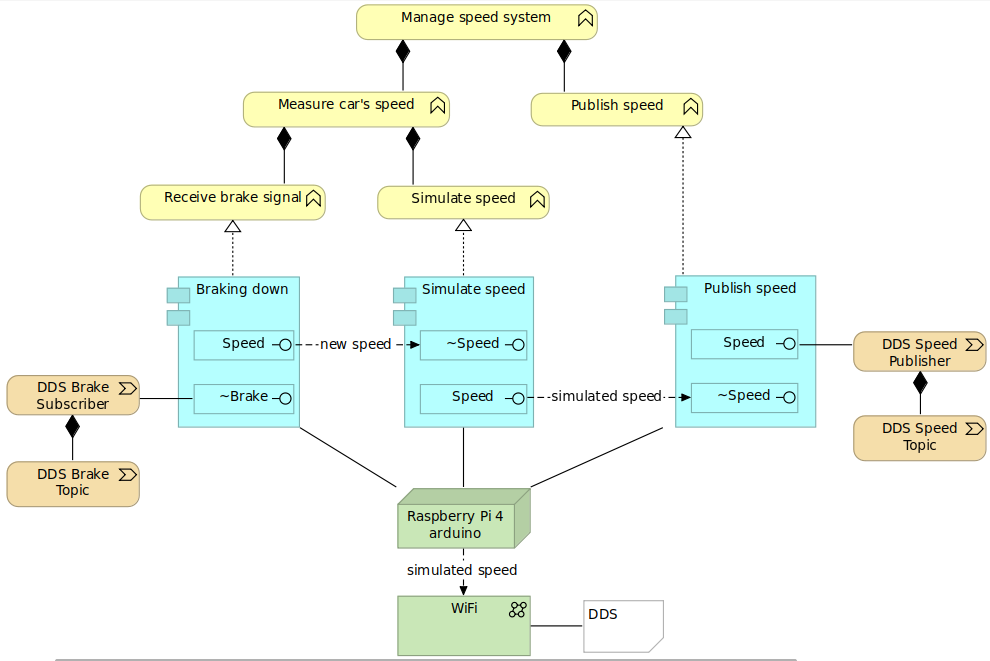 Manage speed system
Measure car's speed
Publish speed
Receive brake signal
Simulate speed
Braking down
Simulate speed
Publish speed
Speed
new speed
~Speed
Speed
DDS Speed
Publisher
DDS Brake
Subscriber
~Brake
Speed
simulated speed
~Speed
DDS Speed
Topic
DDS Brake
Topic
Raspberry Pi 4
arduino
simulated speed
WiFi
DDS